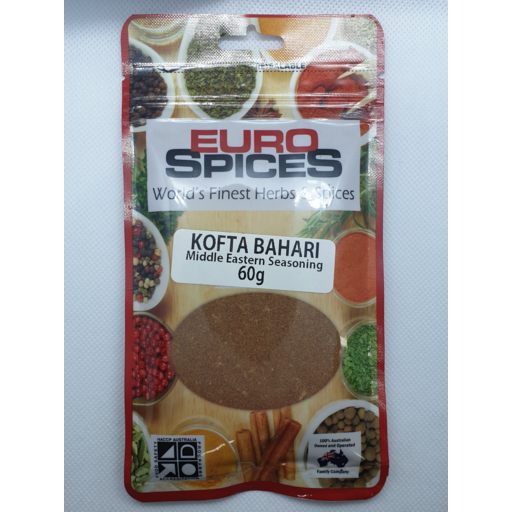 RESEALABLE
EURO
SPICES
World's Finest Herbs & Spices
KOFTA BAHARI
Middle Eastern Seasoning
60g
HACCP AUSTRALIA
100% Australian
Owned and Operated
Family Company